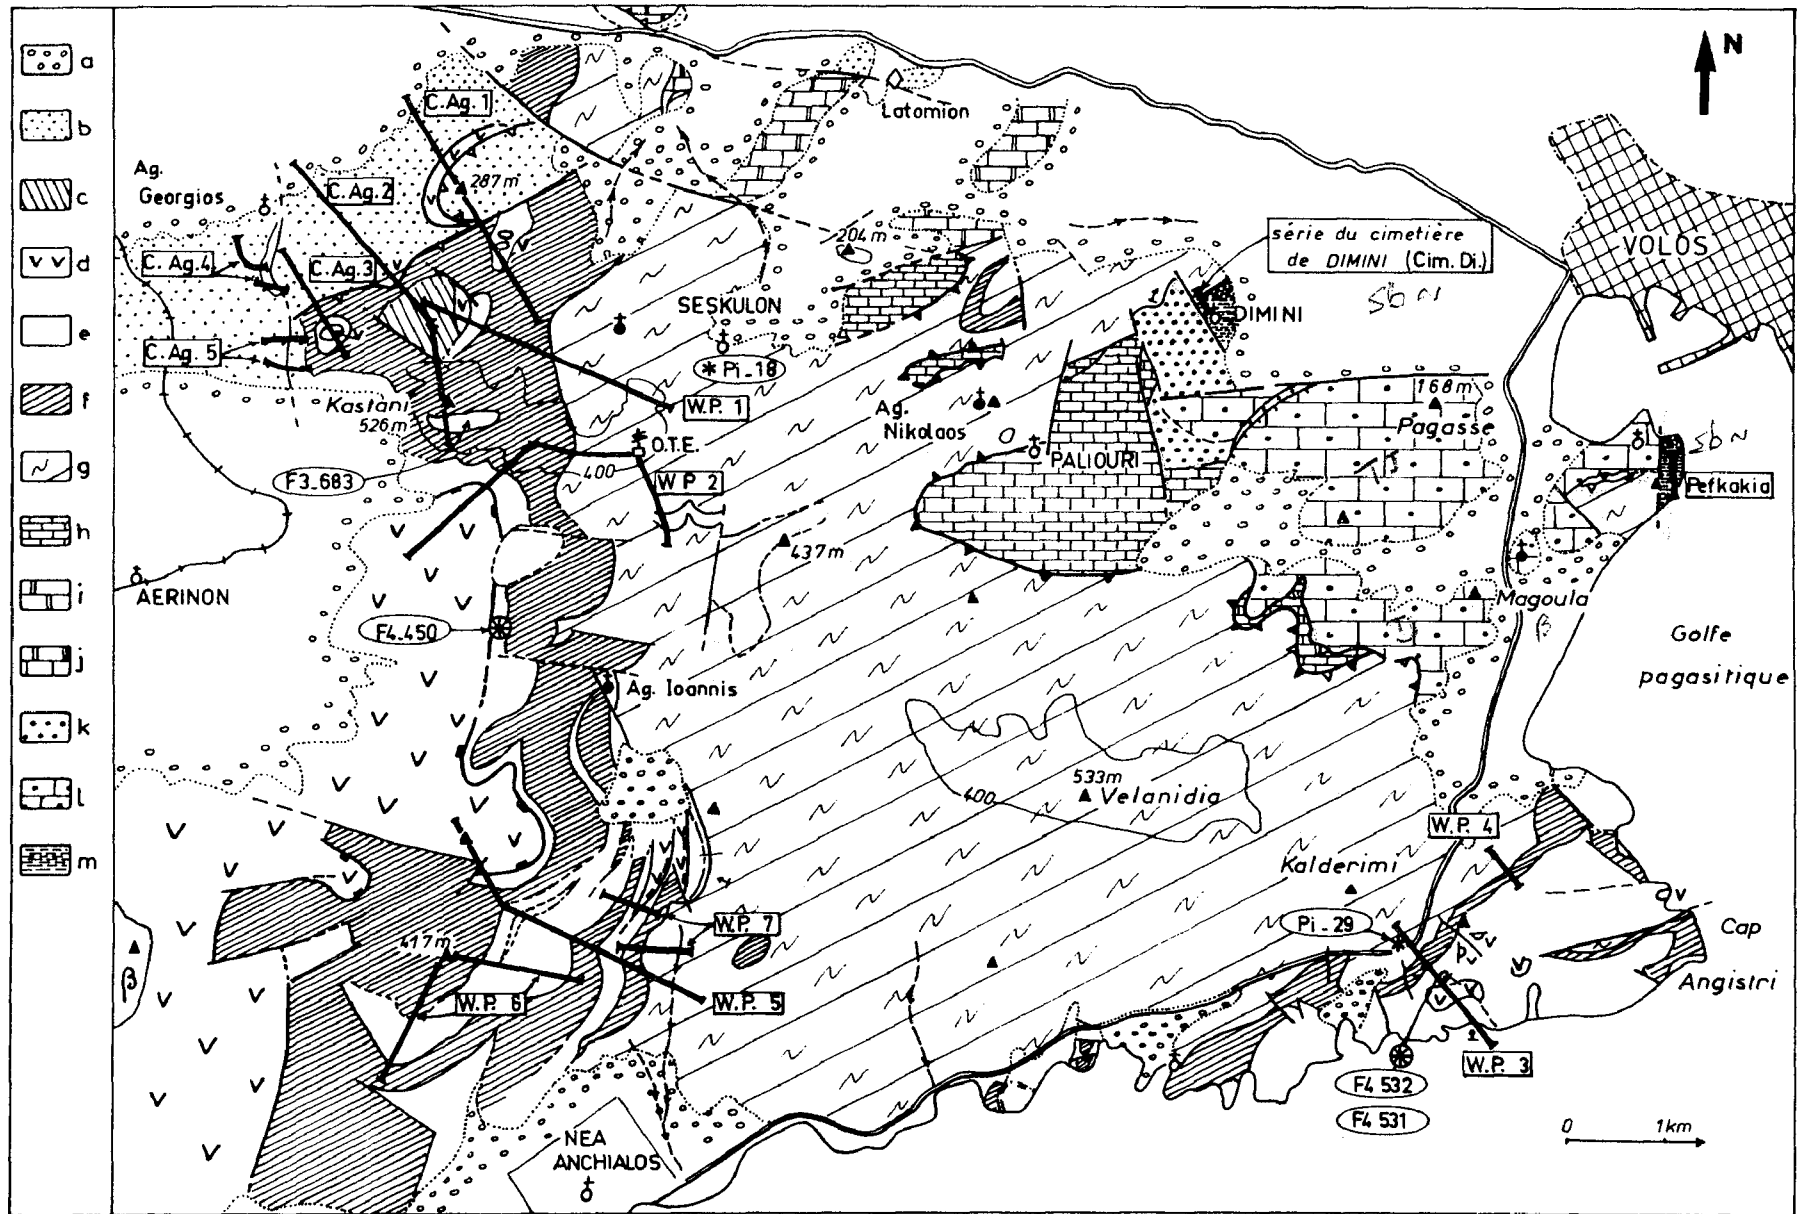 a
b
c
d
e
f
g
h
i
j
k
l
m
N
C.Ag.1
Latomion
Ag.
Georgios
C.Ag.2
287m
VOLOS
204m
série du cimetière
de DIMINI (Cim. Di.)
C.Ag.4
C.Ag.3
SESKULON
Sb N
DIMINI
C.Ag. 5
* Pi_18
168m
Kastani
526m
W.P. 1
Ag.
Nikolaos
Pagasse
O.T.E.
Sb N
400
PALIOURI
F3_683
W P 2
Pefkakia
437m
AERINON
Magoula
β
F4_450
Golfe
pagasitique
Ag. Ioannis
533m
Velanidia
400
W.P. 4
Kalderimi
W.P. 7
Pi_29
Cap
417m
β
Angistri
W.P. 6
W.P. 5
W.P. 3
F4 532
F4 531
0 1km
NEA
ANCHIALOS